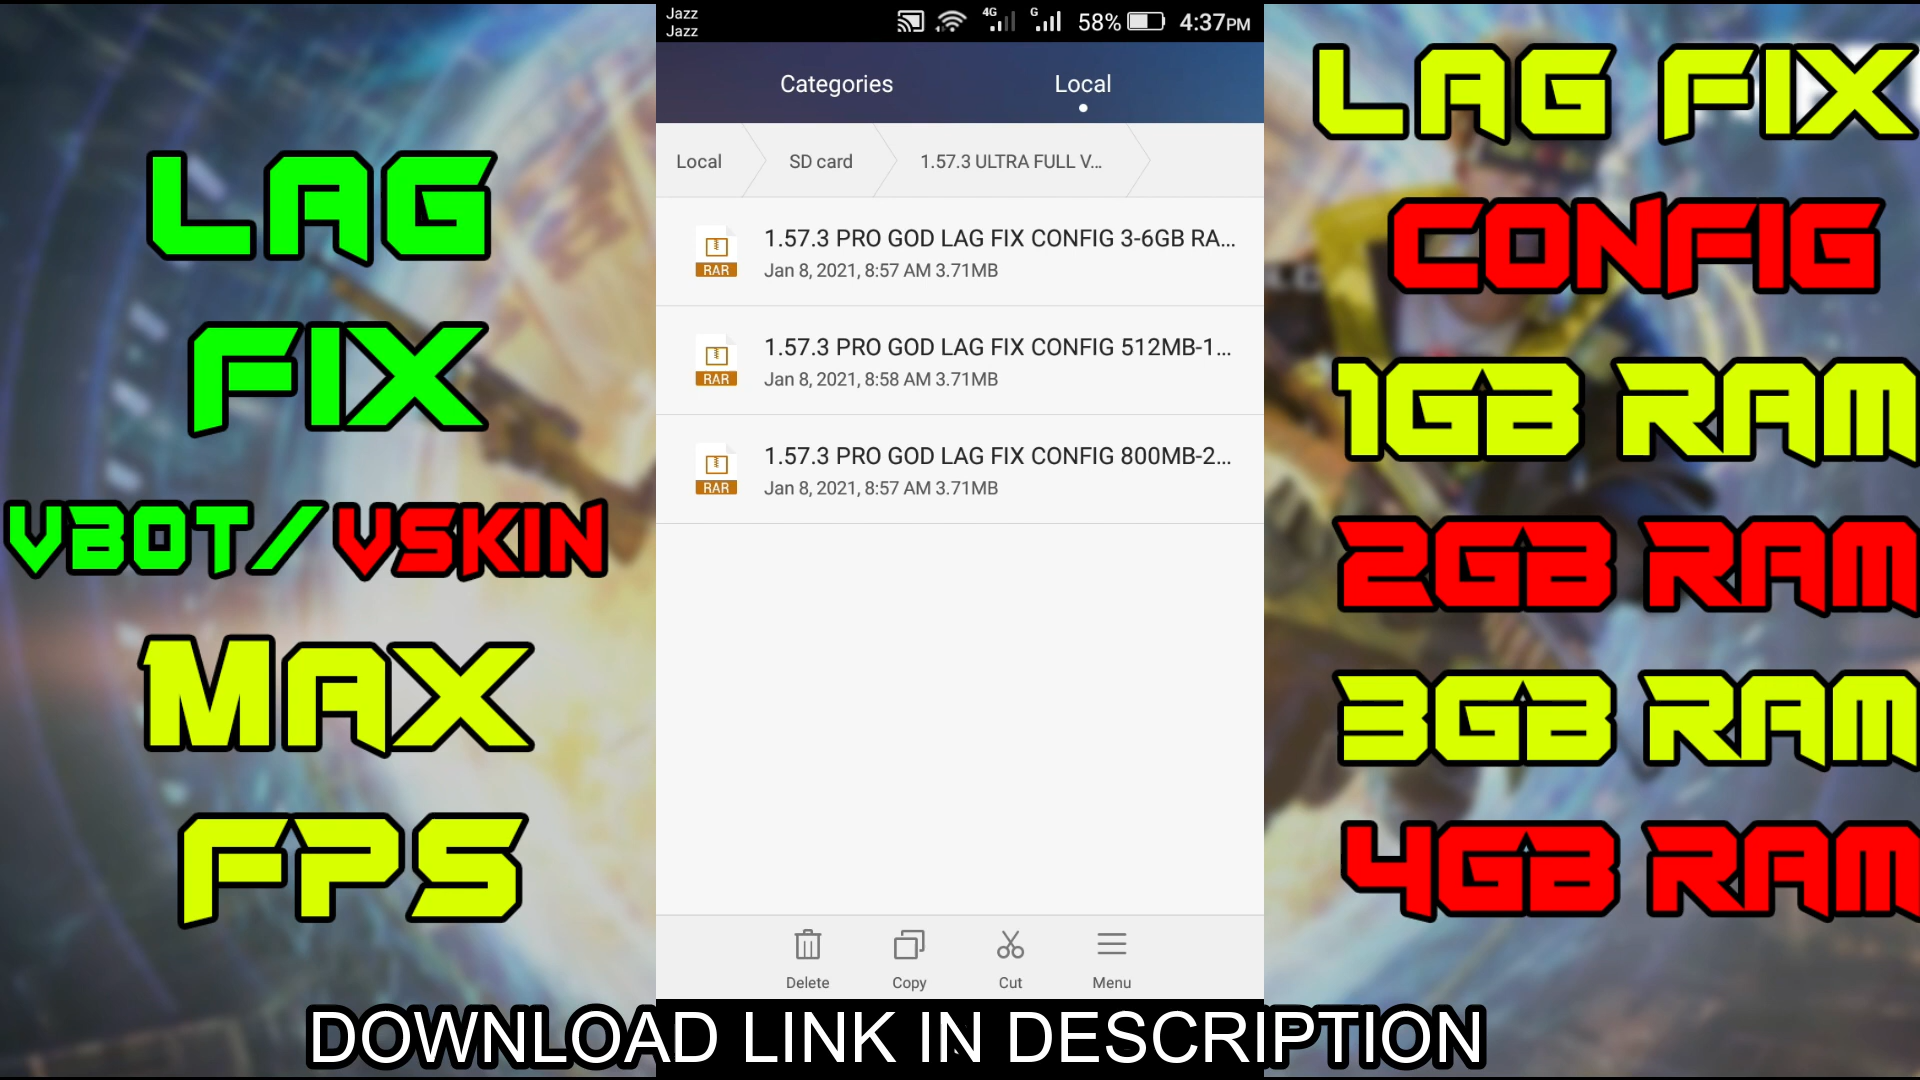 LAG
FIX
VBOT/VSKIN
MAX
FPS
Jazz
Jazz
4G
G
58%
4:37PM
Categories
Local
Local
SD card
1.57.3 ULTRA FULL V...
1.57.3 PRO GOD LAG FIX CONFIG 3-6GB RA...
Jan 8, 2021, 8:57 AM 3.71MB
RAR
1.57.3 PRO GOD LAG FIX CONFIG 512MB-1...
Jan 8, 2021, 8:58 AM 3.71MB
RAR
1.57.3 PRO GOD LAG FIX CONFIG 800MB-2...
Jan 8, 2021, 8:57 AM 3.71MB
RAR
Delete
Copy
Cut
Menu
LAG FIX
CONFIG
1GB RAM
2GB RAM
3GB RAM
4GB RAM
DOWNLOAD LINK IN DESCRIPTION